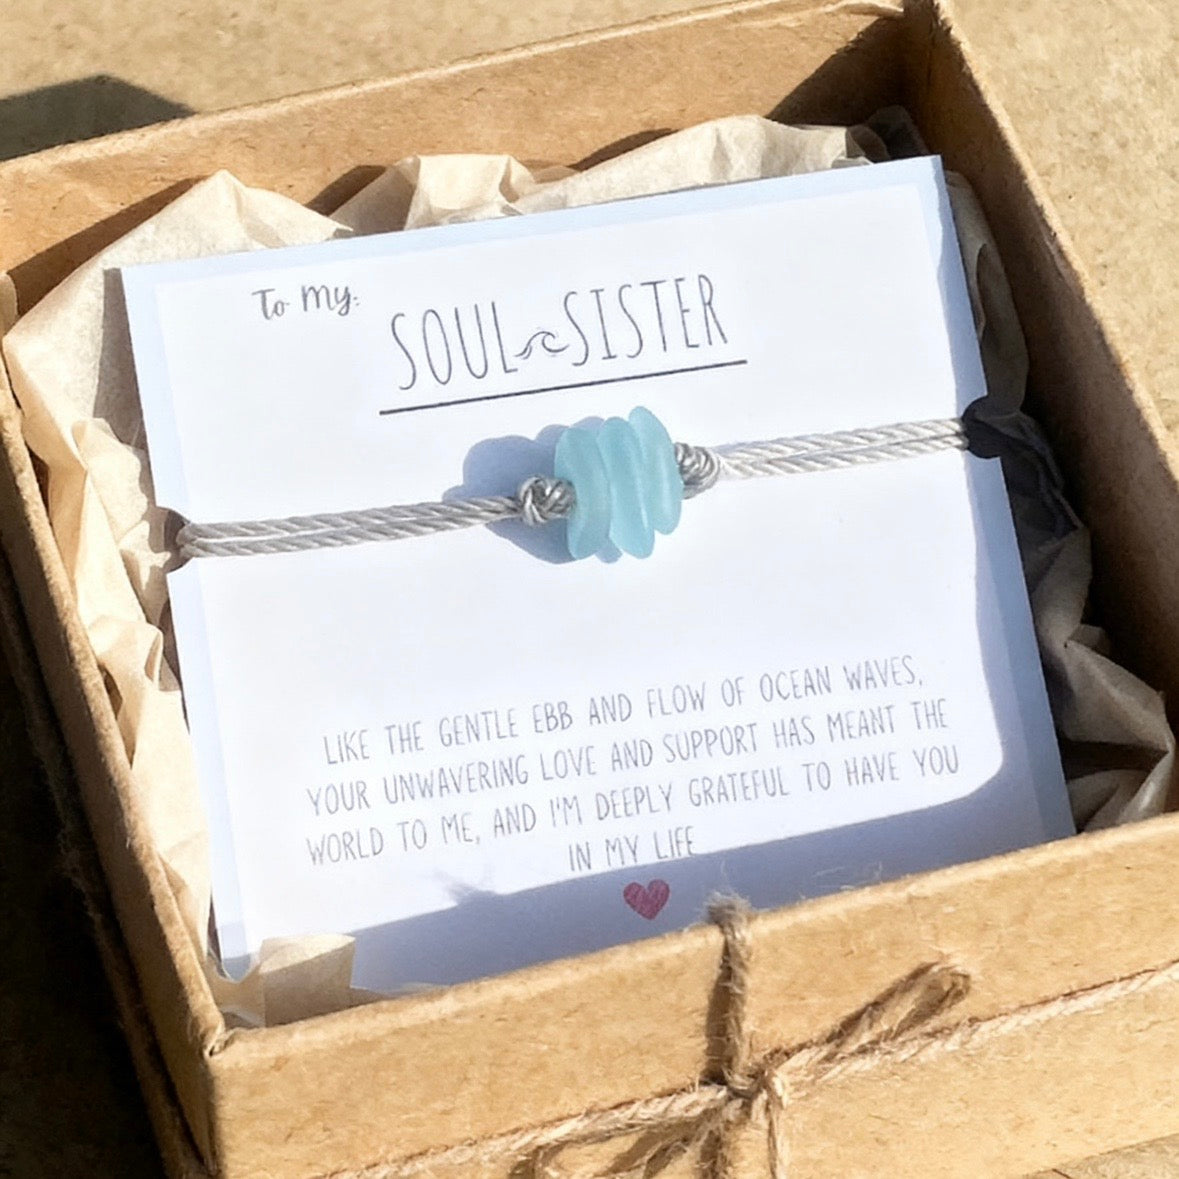 To My:
SOUL SISTER
LIKE THE GENTLE EBB AND FLOW OF OCEAN WAVES,
YOUR UNWAVERING LOVE AND SUPPORT HAS MEANT THE
WORLD TO ME, AND I'M DEEPLY GRATEFUL TO HAVE YOU
IN MY LIFE